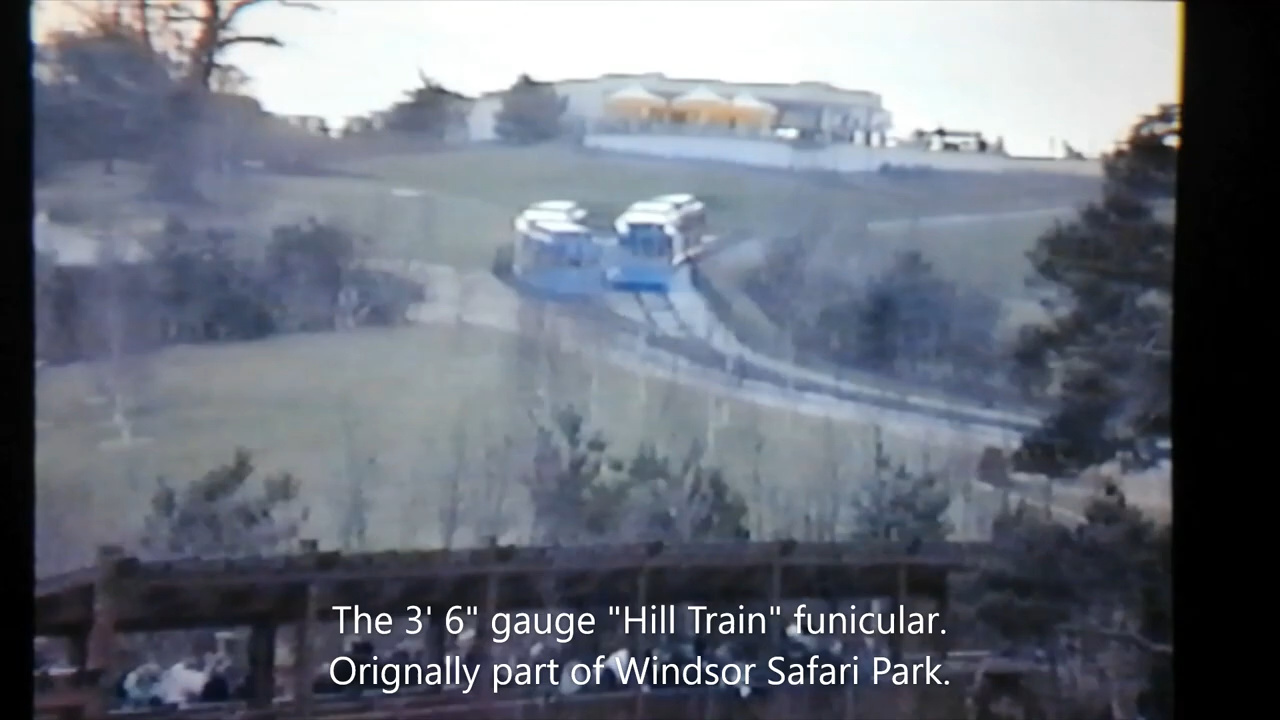 The 3' 6" gauge "Hill Train" funicular.
Orignally part of Windsor Safari Park.